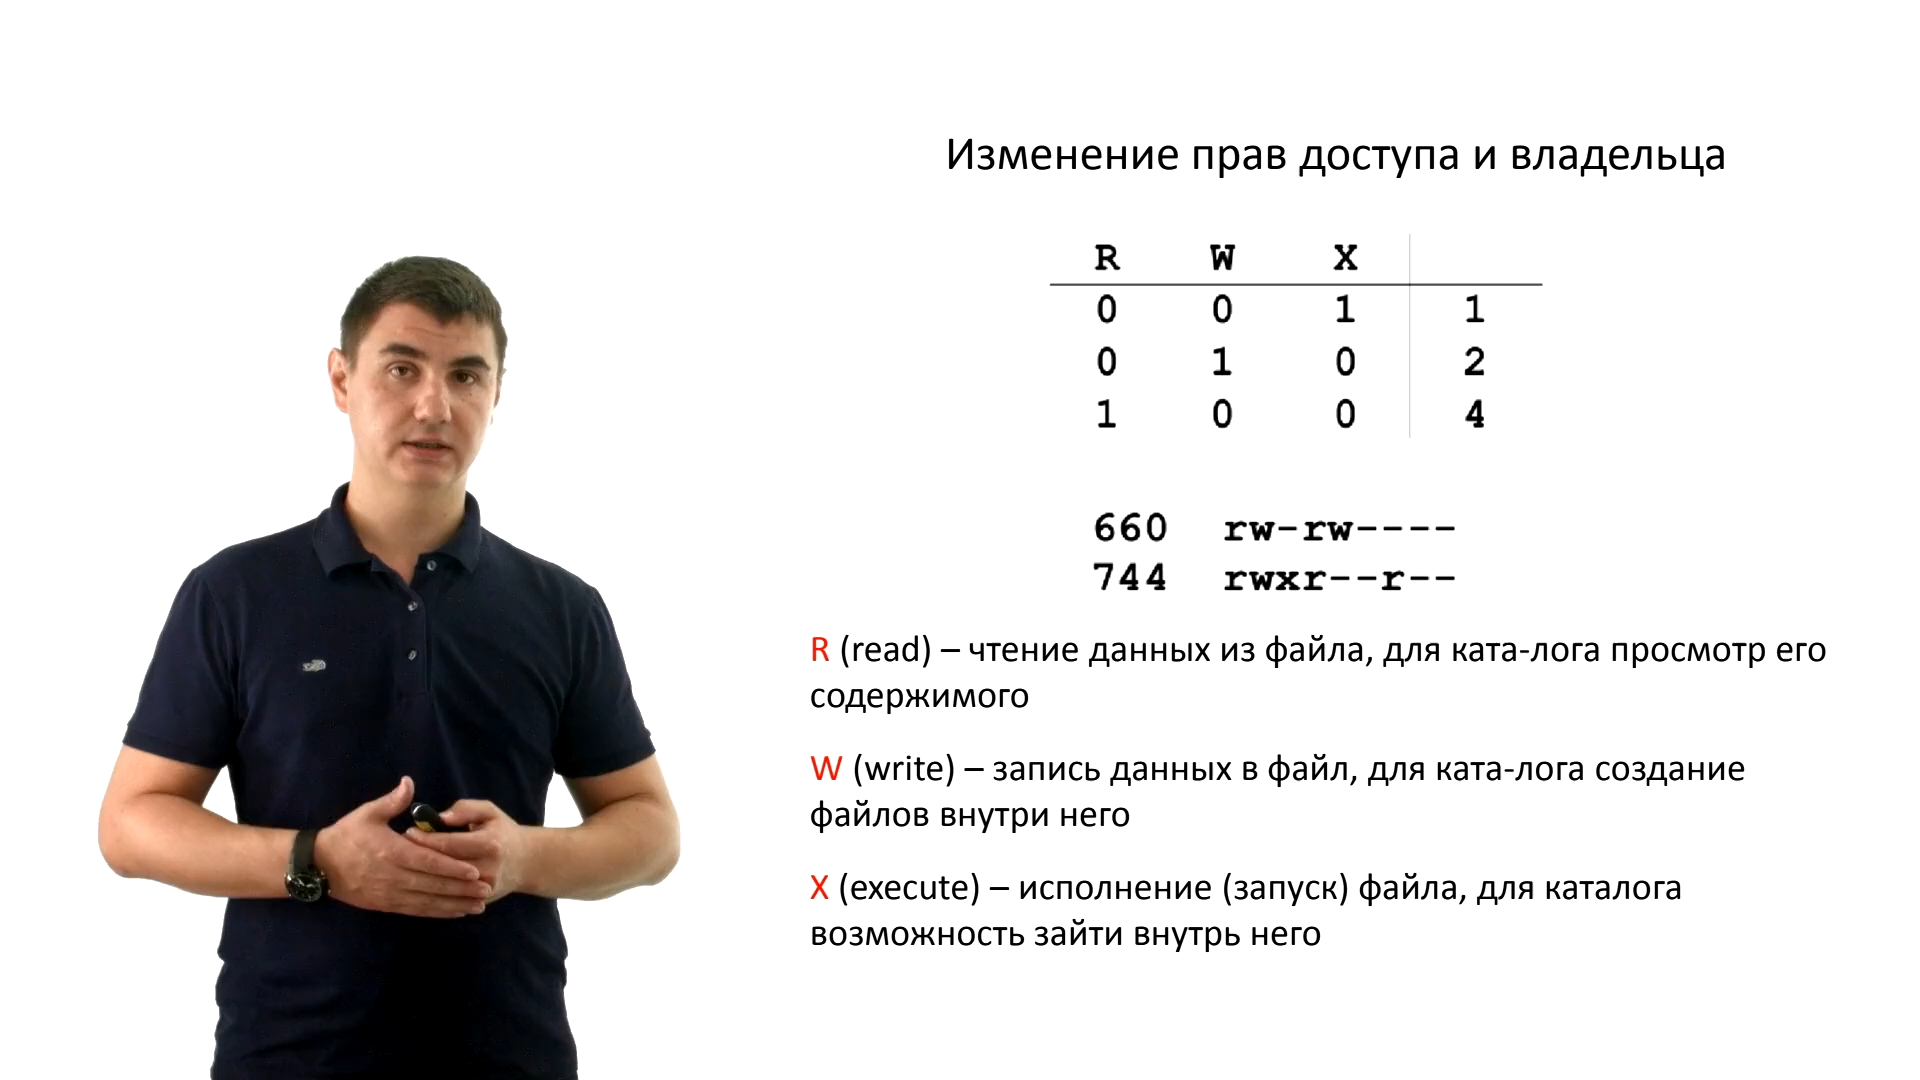 Изменение прав доступа и владельца
R W X
0 0 1 1
0 1 0 2
1 0 0 4
660 rw-rw----
744 rwxr--r--
R (read) – чтение данных из файла, для ката-лога просмотр его
содержимого
W (write) – запись данных в файл, для ката-лога создание
файлов внутри него
X (execute) – исполнение (запуск) файла, для каталога
возможность зайти внутрь него